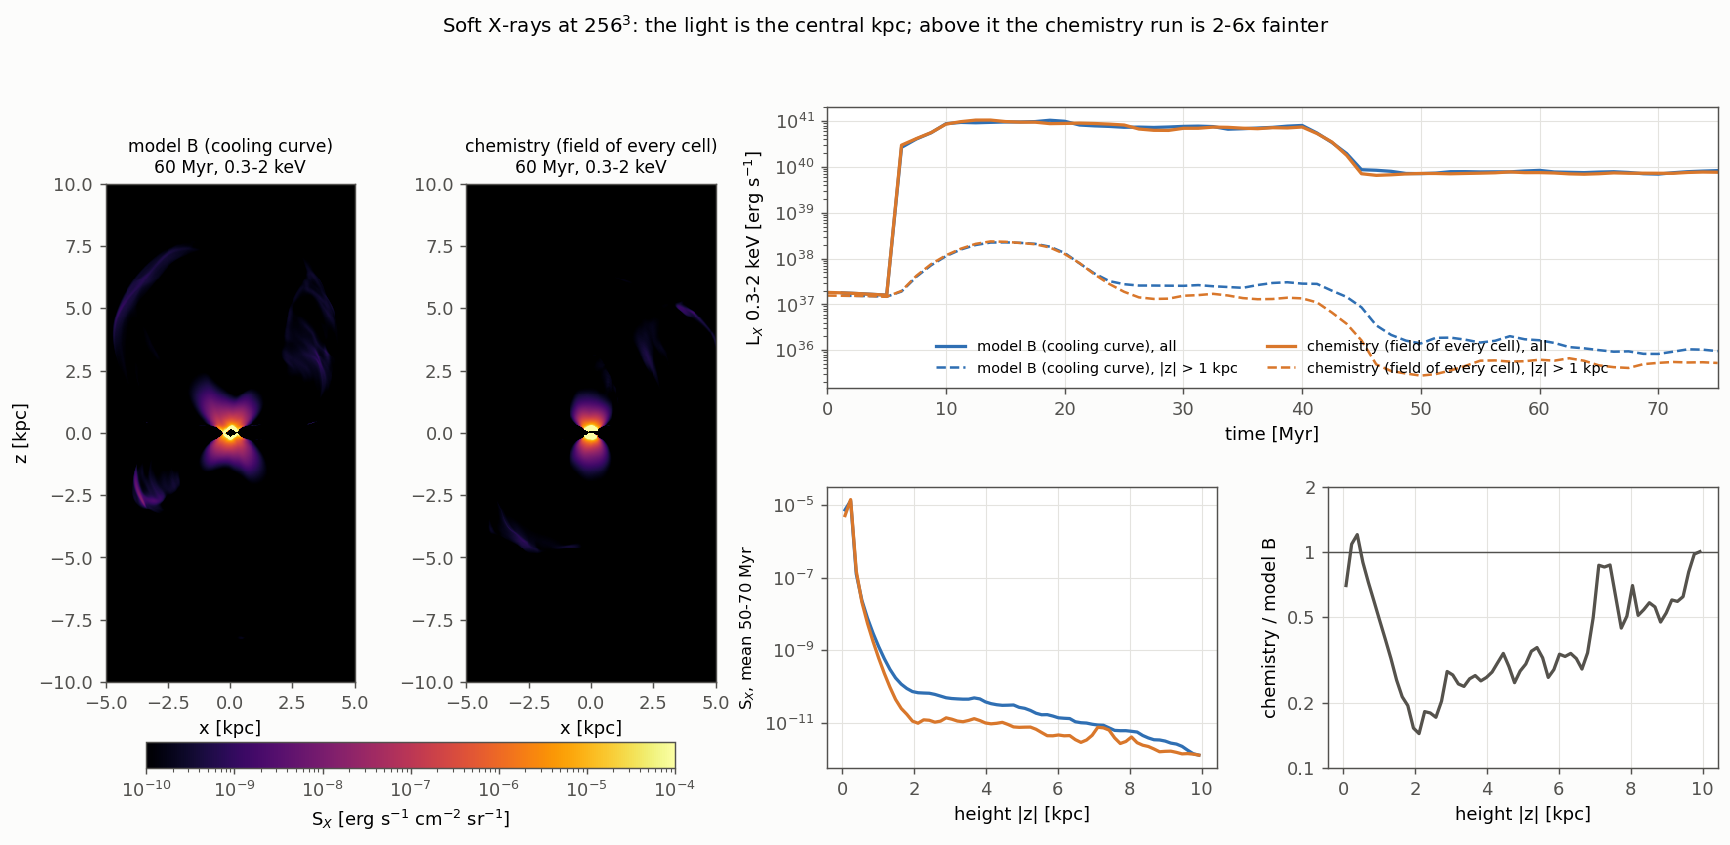 Soft X-rays at 256³: the light is the central kpc; above it the chemistry run is 2-6x fainter
model B (cooling curve)
60 Myr, 0.3-2 keV
chemistry (field of every cell)
60 Myr, 0.3-2 keV
z [kpc]
10.0
7.5
5.0
2.5
0.0
−2.5
−5.0
−7.5
−10.0
−5.0 −2.5 0.0 2.5 5.0
x [kpc]
10.0
7.5
5.0
2.5
0.0
−2.5
−5.0
−7.5
−10.0
−5.0 −2.5 0.0 2.5 5.0
x [kpc]
10⁻¹⁰ 10⁻⁹ 10⁻⁸ 10⁻⁷ 10⁻⁶ 10⁻⁵ 10⁻⁴
S_X [erg s⁻¹ cm⁻² sr⁻¹]
L_X 0.3-2 keV [erg s⁻¹]
10⁴¹
10⁴⁰
10³⁹
10³⁸
10³⁷
10³⁶
model B (cooling curve), all
model B (cooling curve), |z| > 1 kpc
chemistry (field of every cell), all
chemistry (field of every cell), |z| > 1 kpc
0 10 20 30 40 50 60 70
time [Myr]
S_X, mean 50-70 Myr
10⁻⁵
10⁻⁷
10⁻⁹
10⁻¹¹
0 2 4 6 8 10
height |z| [kpc]
chemistry / model B
2
1
0.5
0.2
0.1
0 2 4 6 8 10
height |z| [kpc]